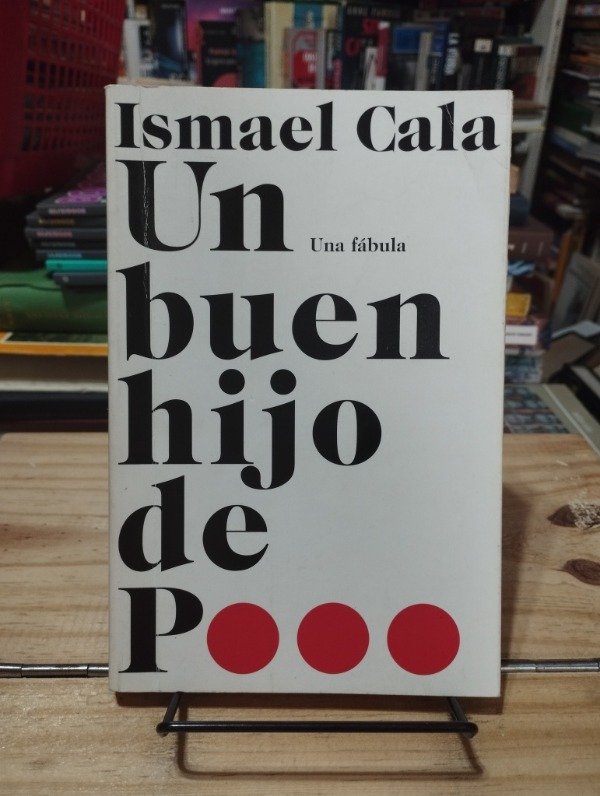 Ismael Cala
Un
Una fábula
buen
hijo
de
P●●●